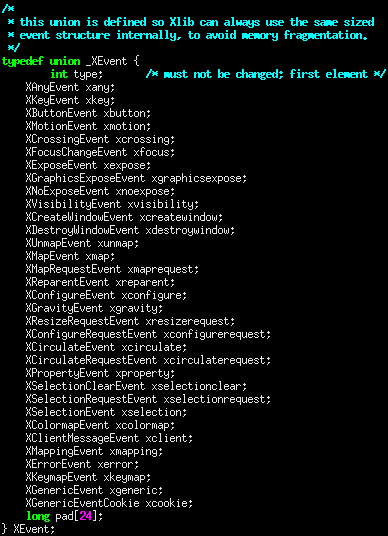 /*
 * this union is defined so Xlib can always use the same sized
 * event structure internally, to avoid memory fragmentation.
 */
typedef union _XEvent {
        int type;		/* must not be changed; first element */
	XAnyEvent xany;
	XKeyEvent xkey;
	XButtonEvent xbutton;
	XMotionEvent xmotion;
	XCrossingEvent xcrossing;
	XFocusChangeEvent xfocus;
	XExposeEvent xexpose;
	XGraphicsExposeEvent xgraphicsexpose;
	XNoExposeEvent xnoexpose;
	XVisibilityEvent xvisibility;
	XCreateWindowEvent xcreatewindow;
	XDestroyWindowEvent xdestroywindow;
	XUnmapEvent xunmap;
	XMapEvent xmap;
	XMapRequestEvent xmaprequest;
	XReparentEvent xreparent;
	XConfigureEvent xconfigure;
	XGravityEvent xgravity;
	XResizeRequestEvent xresizerequest;
	XConfigureRequestEvent xconfigurerequest;
	XCirculateEvent xcirculate;
	XCirculateRequestEvent xcirculaterequest;
	XPropertyEvent xproperty;
	XSelectionClearEvent xselectionclear;
	XSelectionRequestEvent xselectionrequest;
	XSelectionEvent xselection;
	XColormapEvent xcolormap;
	XClientMessageEvent xclient;
	XMappingEvent xmapping;
	XErrorEvent xerror;
	XKeymapEvent xkeymap;
	XGenericEvent xgeneric;
	XGenericEventCookie xcookie;
	long pad[24];
} XEvent;